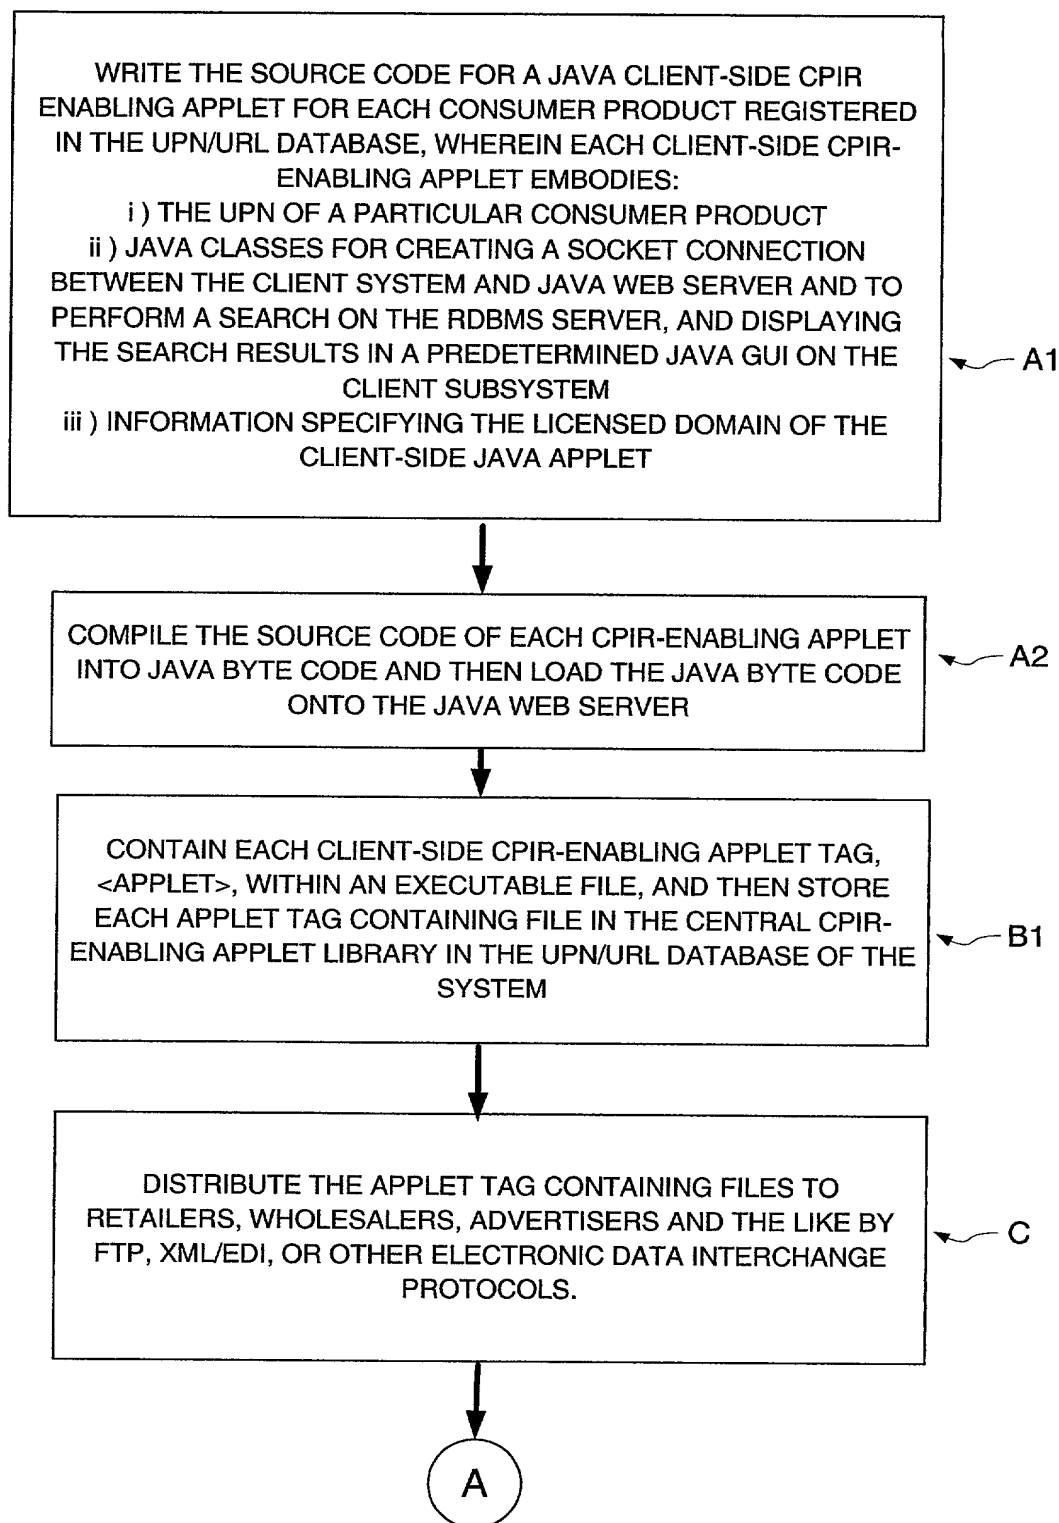 WRITE THE SOURCE CODE FOR A JAVA CLIENT-SIDE CPIR
ENABLING APPLET FOR EACH CONSUMER PRODUCT REGISTERED
IN THE UPN/URL DATABASE, WHEREIN EACH CLIENT-SIDE CPIR-
ENABLING APPLET EMBODIES:
i ) THE UPN OF A PARTICULAR CONSUMER PRODUCT
ii ) JAVA CLASSES FOR CREATING A SOCKET CONNECTION
BETWEEN THE CLIENT SYSTEM AND JAVA WEB SERVER AND TO
PERFORM A SEARCH ON THE RDBMS SERVER, AND DISPLAYING
THE SEARCH RESULTS IN A PREDETERMINED JAVA GUI ON THE
CLIENT SUBSYSTEM
iii ) INFORMATION SPECIFYING THE LICENSED DOMAIN OF THE
CLIENT-SIDE JAVA APPLET
A1
COMPILE THE SOURCE CODE OF EACH CPIR-ENABLING APPLET
INTO JAVA BYTE CODE AND THEN LOAD THE JAVA BYTE CODE
ONTO THE JAVA WEB SERVER
A2
CONTAIN EACH CLIENT-SIDE CPIR-ENABLING APPLET TAG,
<APPLET>, WITHIN AN EXECUTABLE FILE, AND THEN STORE
EACH APPLET TAG CONTAINING FILE IN THE CENTRAL CPIR-
ENABLING APPLET LIBRARY IN THE UPN/URL DATABASE OF THE
SYSTEM
B1
DISTRIBUTE THE APPLET TAG CONTAINING FILES TO
RETAILERS, WHOLESALERS, ADVERTISERS AND THE LIKE BY
FTP, XML/EDI, OR OTHER ELECTRONIC DATA INTERCHANGE
PROTOCOLS.
C
A